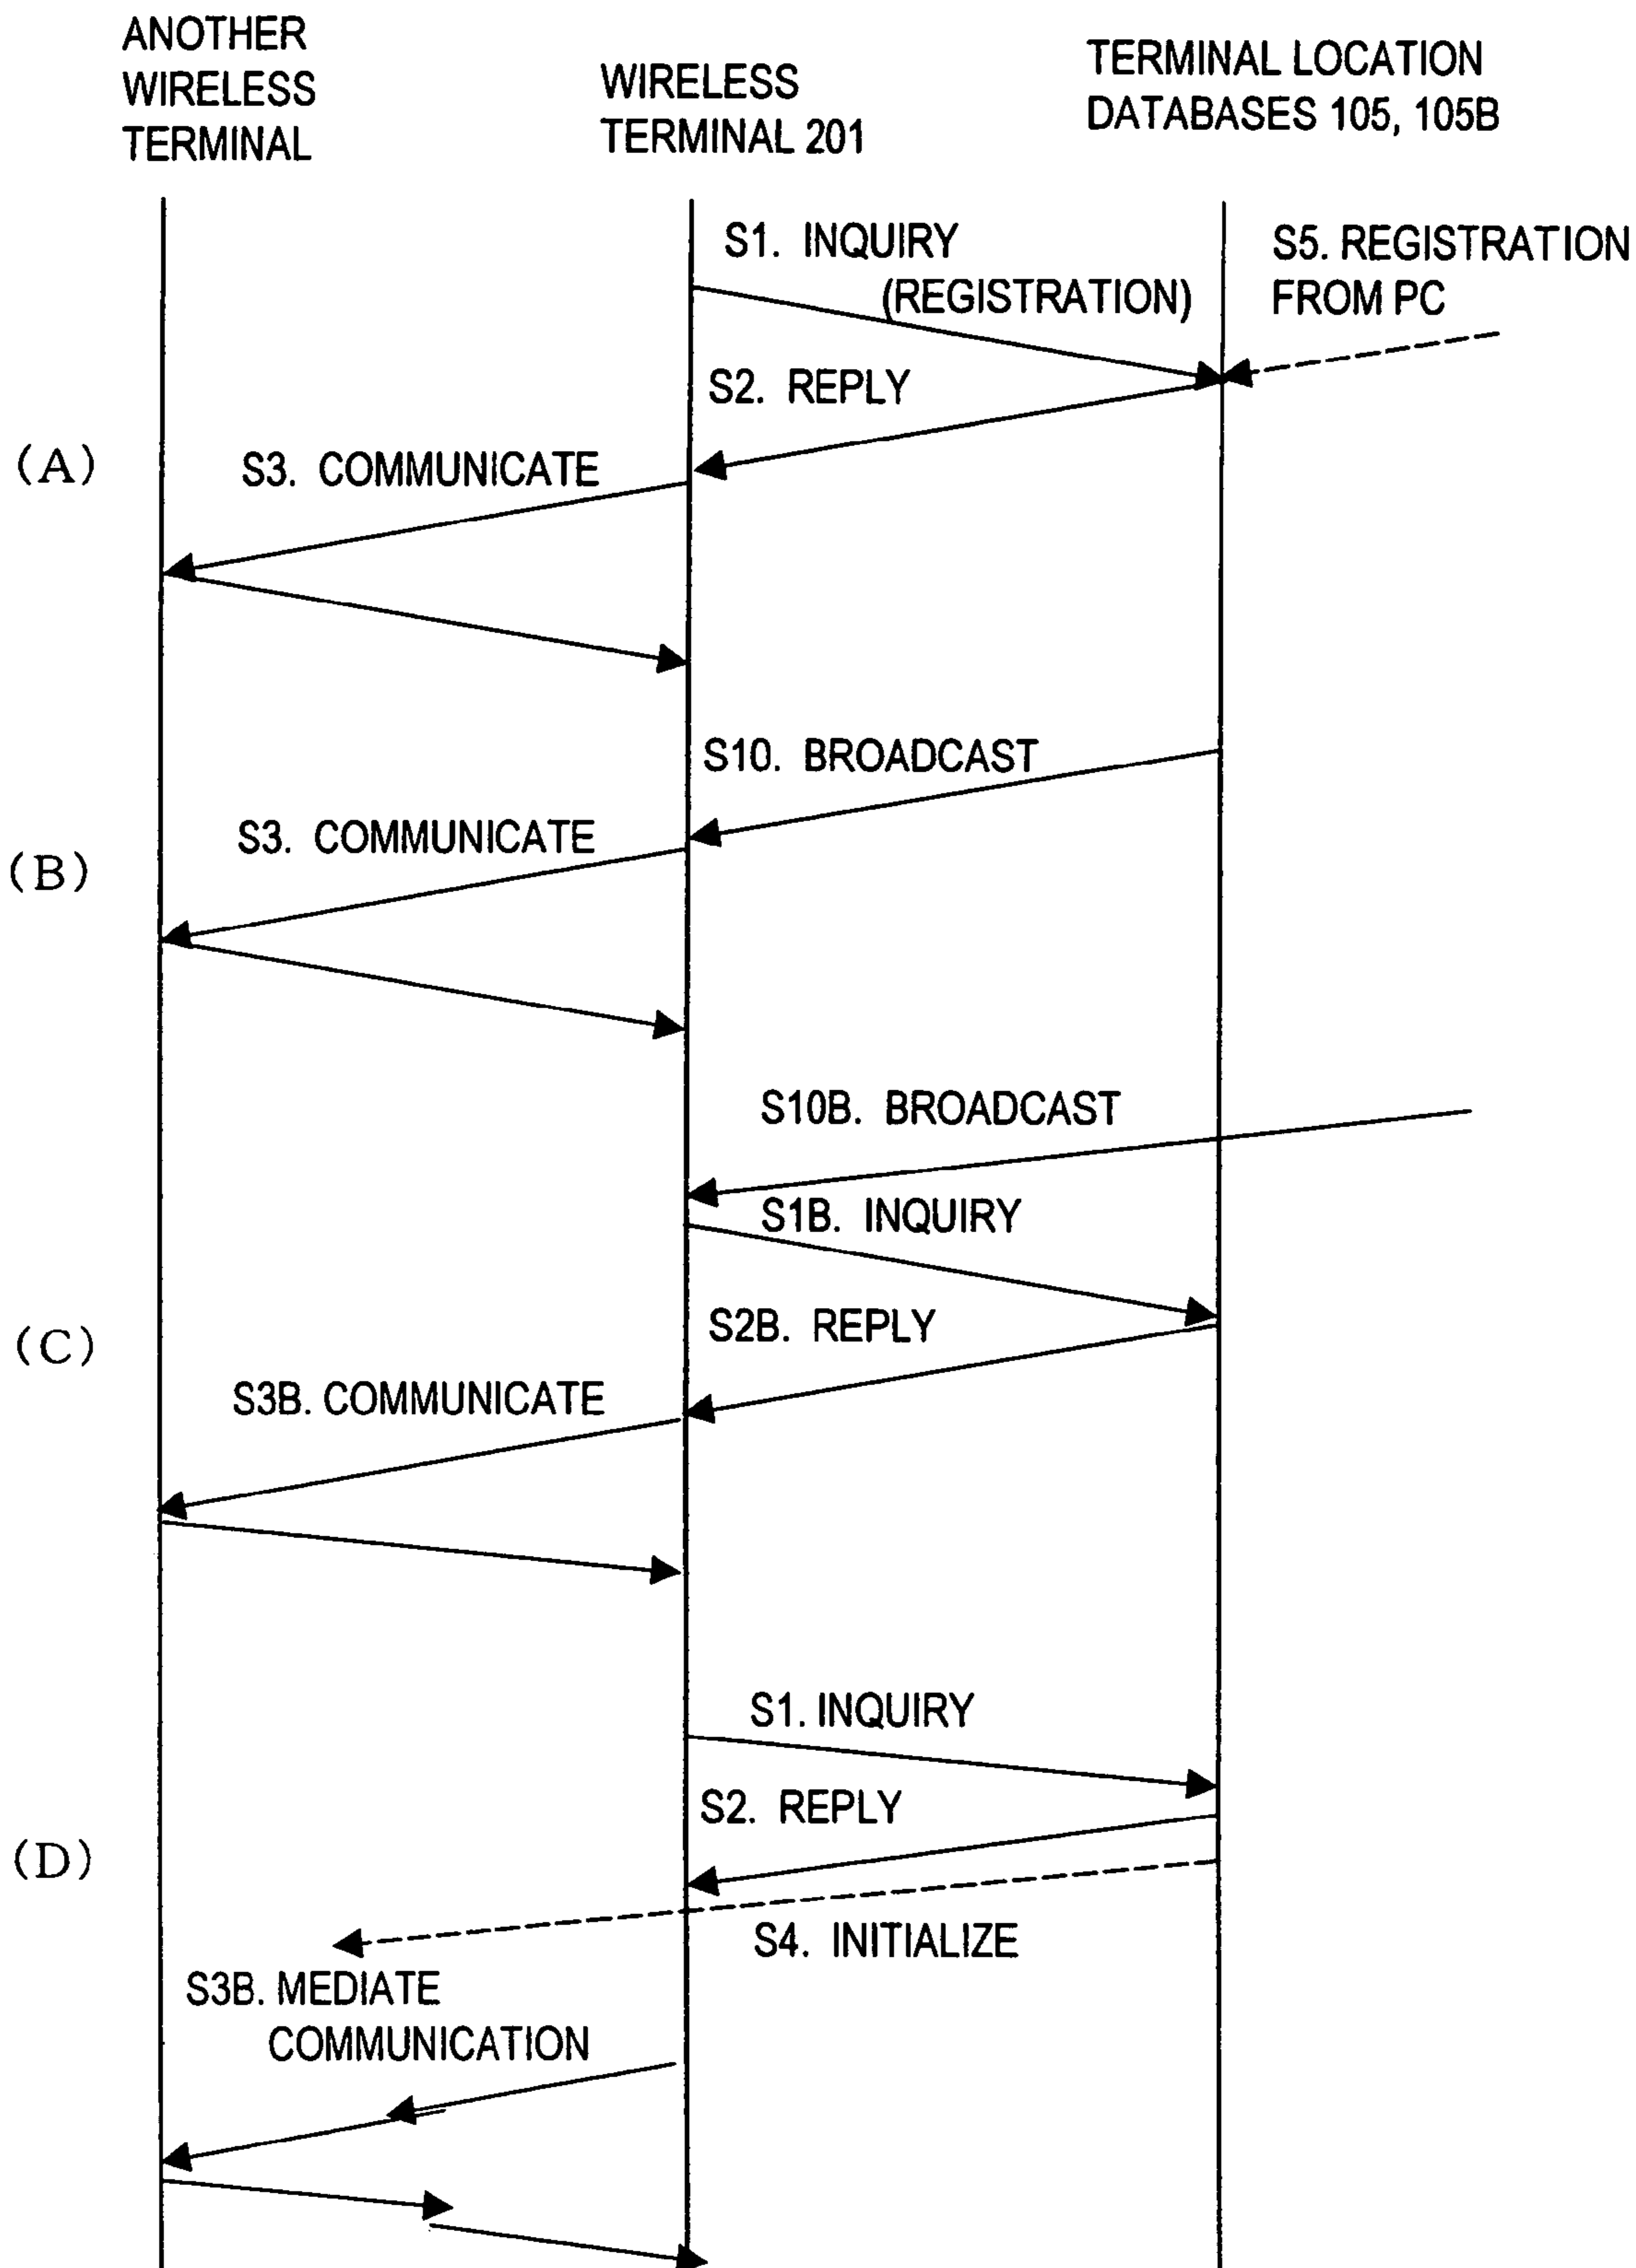 ANOTHER
WIRELESS
TERMINAL
WIRELESS
TERMINAL 201
TERMINAL LOCATION
DATABASES 105, 105B
S1. INQUIRY
(REGISTRATION)
S5. REGISTRATION
FROM PC
S2. REPLY
(A)
S3. COMMUNICATE
S10. BROADCAST
S3. COMMUNICATE
(B)
S10B. BROADCAST
S1B. INQUIRY
S2B. REPLY
(C)
S3B. COMMUNICATE
S1. INQUIRY
S2. REPLY
(D)
S4. INITIALIZE
S3B. MEDIATE
COMMUNICATION